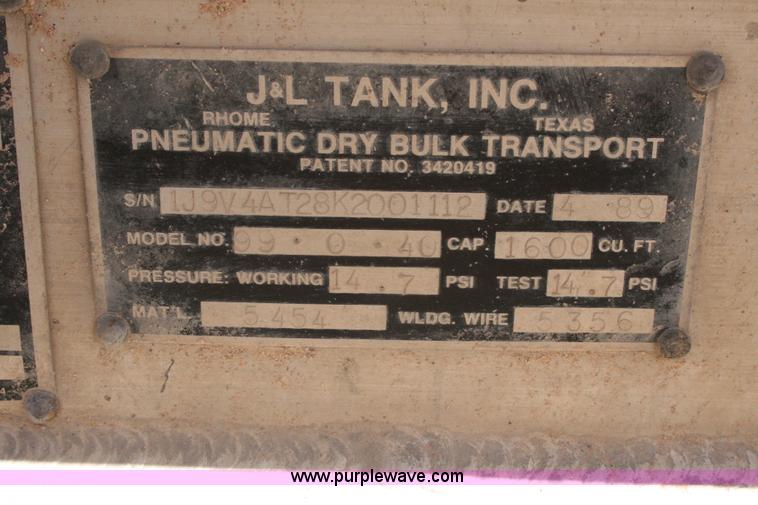 J&L TANK, INC.
RHOME TEXAS
PNEUMATIC DRY BULK TRANSPORT
PATENT NO. 3420419
S/N 1J9V4AT28K2001112 DATE 4 89
MODEL NO. 99.0.40 CAP. 1600 CU. FT.
PRESSURE: WORKING 14.7 PSI TEST 14.7 PSI
MAT'L. 5454 WLDG. WIRE 5356
www.purplewave.com